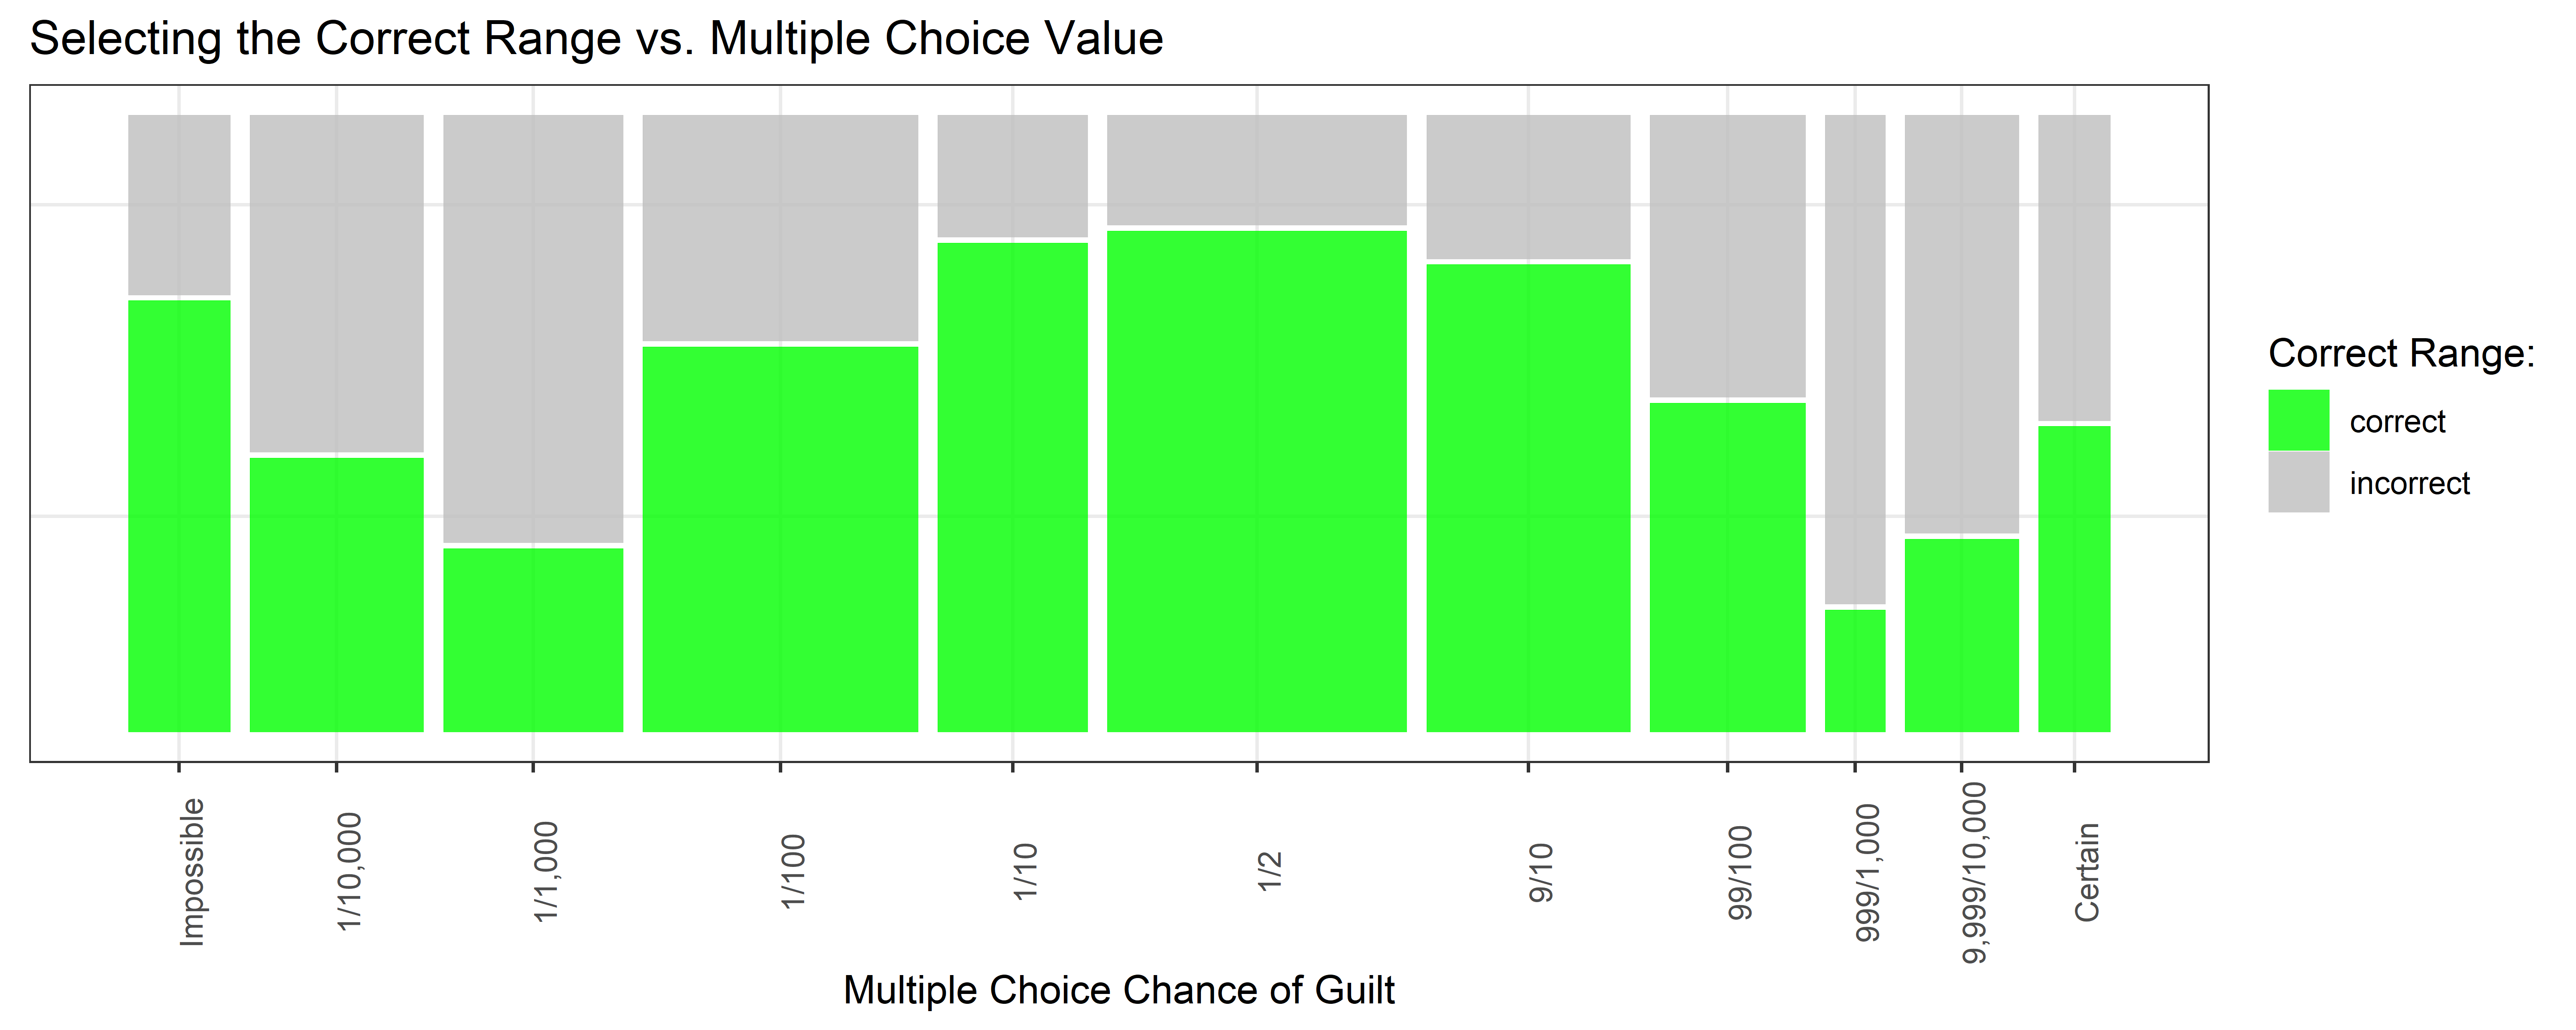 Selecting the Correct Range vs. Multiple Choice Value
Correct Range:
correct
incorrect
Impossible
1/10,000
1/1,000
1/100
1/10
1/2
9/10
99/100
999/1,000
9,999/10,000
Certain
Multiple Choice Chance of Guilt